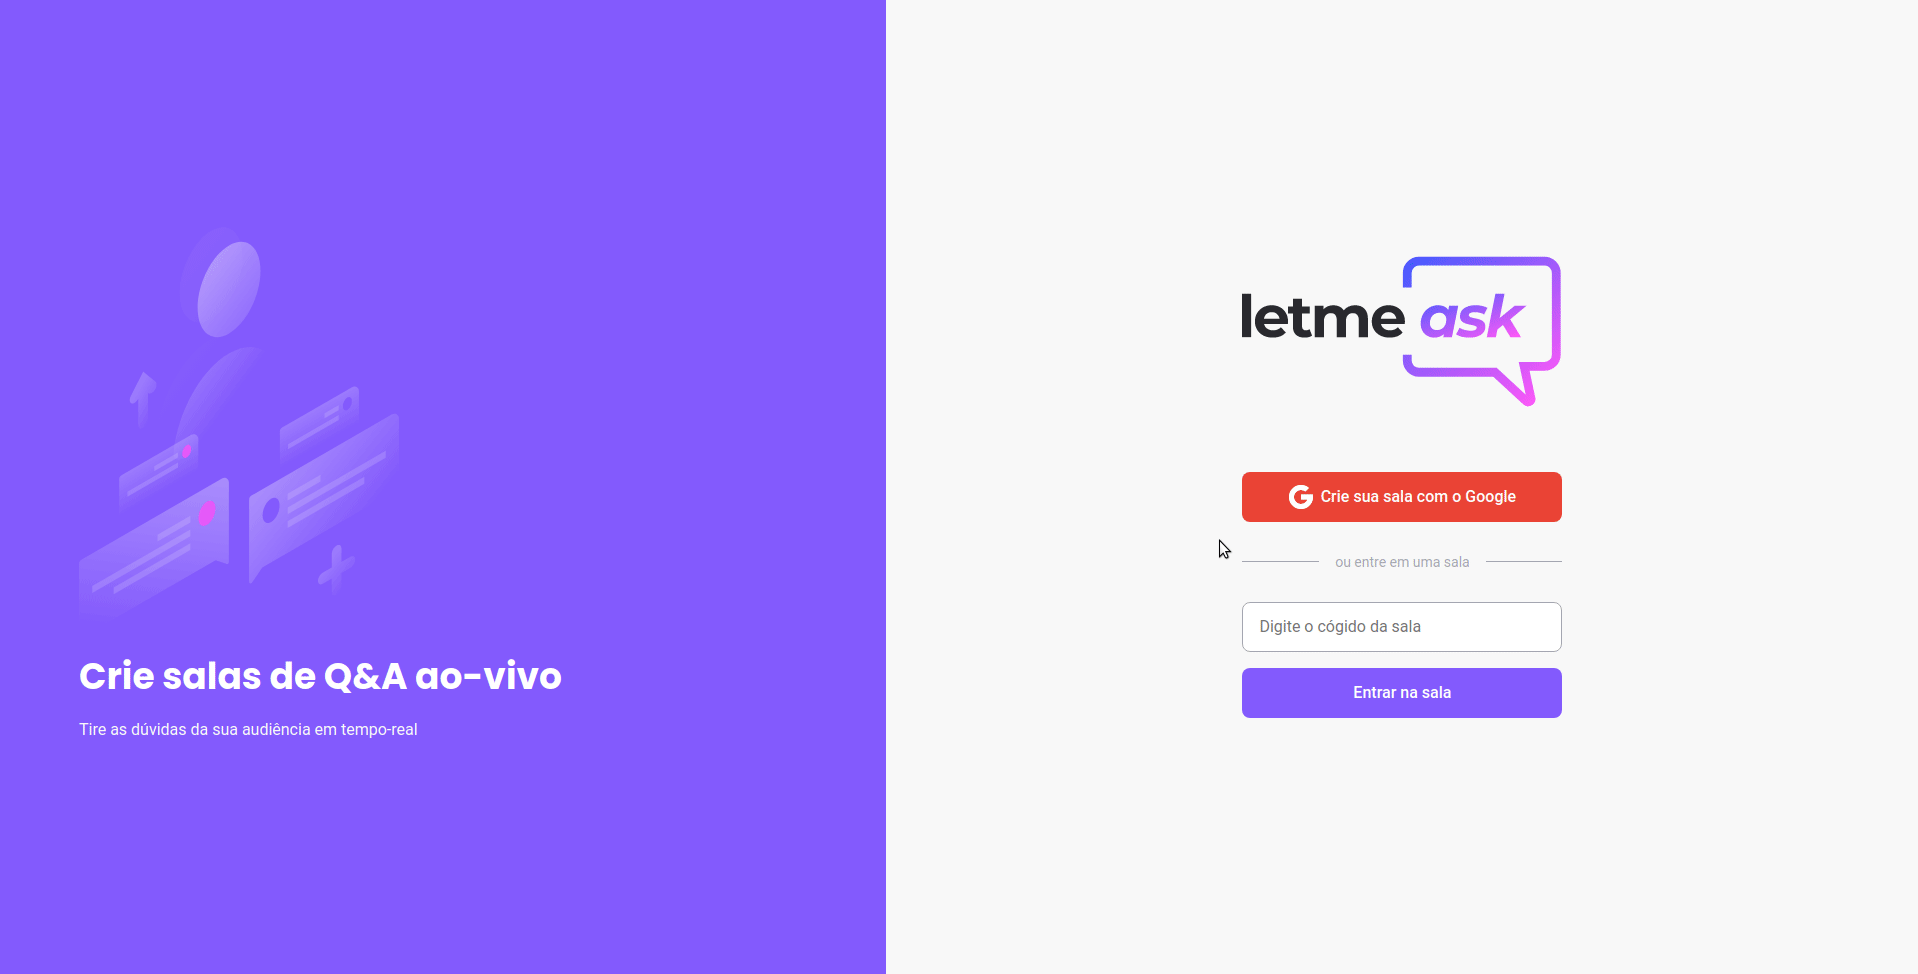 Crie salas de Q&A ao-vivo
Tire as dúvidas da sua audiência em tempo-real
letme ask
Crie sua sala com o Google
ou entre em uma sala
Digite o cógido da sala
Entrar na sala